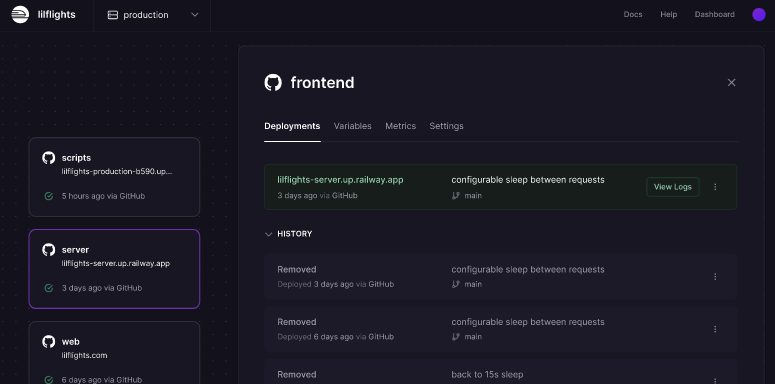 lilflights
production
Docs
Help
Dashboard
scripts
lilflights-production-b590.up...
5 hours ago via GitHub
server
lilflights-server.up.railway.app
3 days ago via GitHub
web
lilflights.com
6 days ago via GitHub
frontend
Deployments
Variables
Metrics
Settings
lilflights-server.up.railway.app
3 days ago via GitHub
configurable sleep between requests
main
View Logs
HISTORY
Removed
Deployed 3 days ago via GitHub
configurable sleep between requests
main
Removed
Deployed 6 days ago via GitHub
configurable sleep between requests
main
Removed
back to 15s sleep